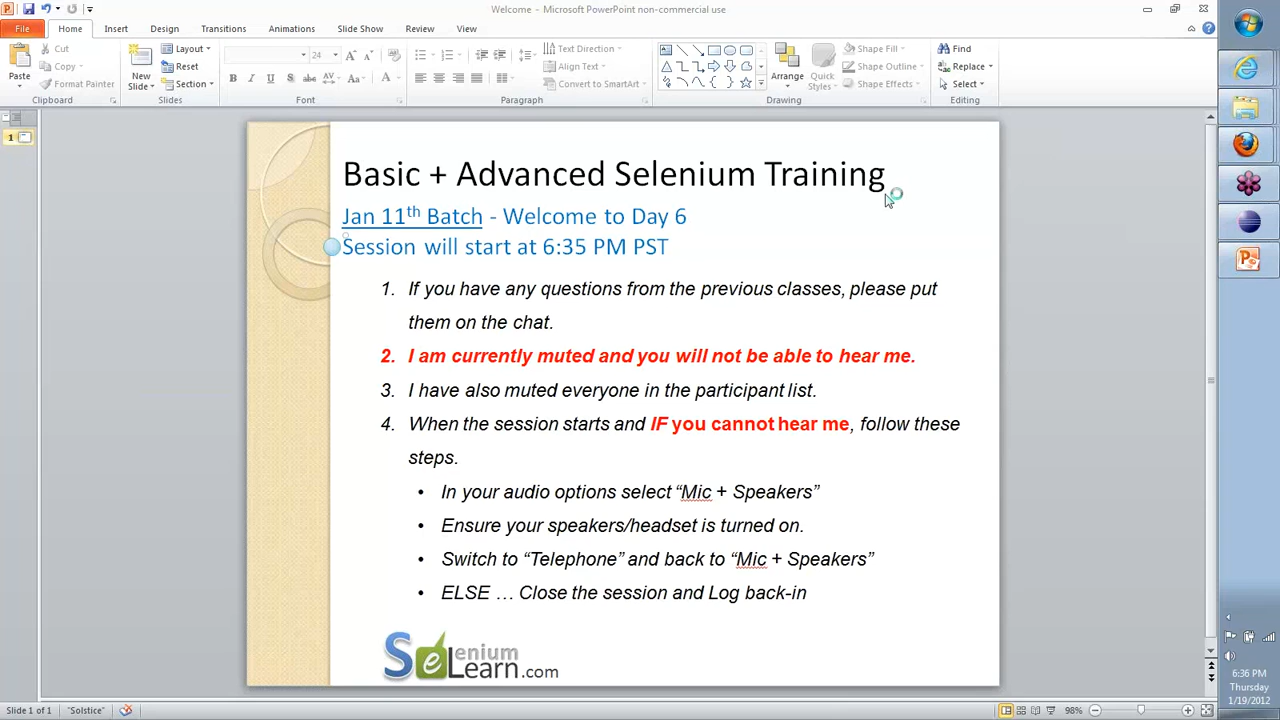 Welcome - Microsoft PowerPoint non-commercial use
File Home Insert Design Transitions Animations Slide Show Review View
Paste
Cut
Copy
Format Painter
Clipboard
New Slide
Layout
Reset
Section
Slides
24
B I U S abc AV Aa A
Font
Text Direction
Align Text
Convert to SmartArt
Paragraph
Arrange
Quick Styles
Shape Fill
Shape Outline
Shape Effects
Drawing
Find
Replace
Select
Editing
1
Basic + Advanced Selenium Training
Jan 11th Batch - Welcome to Day 6
Session will start at 6:35 PM PST
1. If you have any questions from the previous classes, please put
them on the chat.
2. I am currently muted and you will not be able to hear me.
3. I have also muted everyone in the participant list.
4. When the session starts and IF you cannot hear me, follow these
steps.
• In your audio options select “Mic + Speakers”
• Ensure your speakers/headset is turned on.
• Switch to “Telephone” and back to “Mic + Speakers”
• ELSE … Close the session and Log back-in
Selenium
eLearn.com
Slide 1 of 1 "Solstice" 98%
6:36 PM
Thursday
1/19/2012